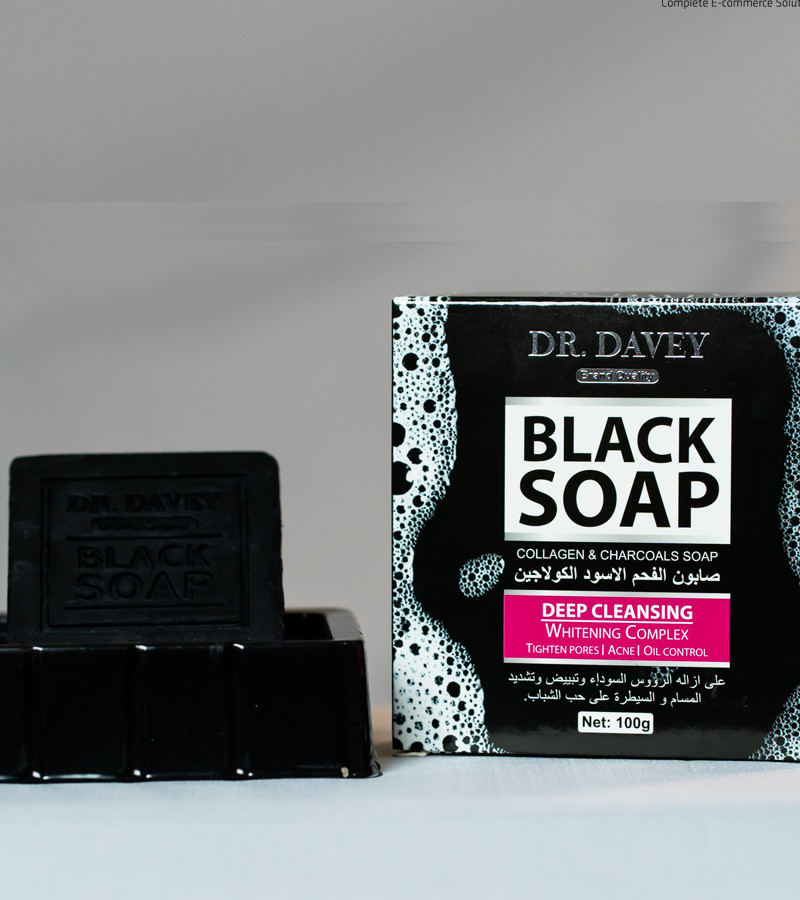 Complete E-commerce Solut
DR. DAVEY
Brand Quality
BLACK
SOAP
COLLAGEN & CHARCOALS SOAP
صابون الفحم الاسود الكولاجين
DEEP CLEANSING
WHITENING COMPLEX
TIGHTEN PORES | ACNE | OIL CONTROL
على ازاله الرؤوس السوداء وتبييض وتشديد
المسام و السيطرة على حب الشباب.
Net: 100g
DR. DAVEY
BLACK
SOAP